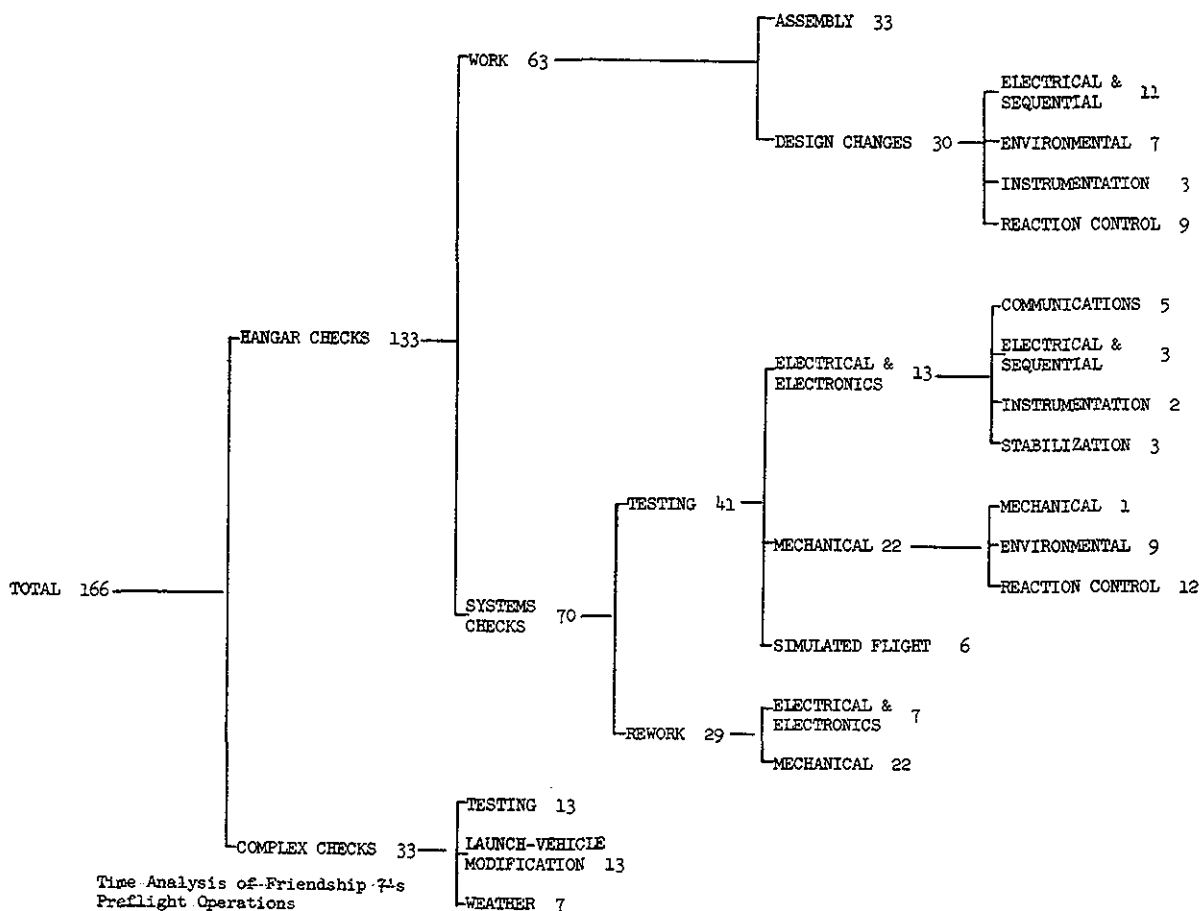 ASSEMBLY 33
WORK 63
ELECTRICAL &
SEQUENTIAL 11
DESIGN CHANGES 30
ENVIRONMENTAL 7
INSTRUMENTATION 3
REACTION CONTROL 9
COMMUNICATIONS 5
HANGAR CHECKS 133
ELECTRICAL &
SEQUENTIAL 3
ELECTRICAL &
ELECTRONICS 13
INSTRUMENTATION 2
STABILIZATION 3
TESTING 41
MECHANICAL 1
MECHANICAL 22
ENVIRONMENTAL 9
REACTION CONTROL 12
TOTAL 166
SYSTEMS
CHECKS 70
SIMULATED FLIGHT 6
ELECTRICAL &
ELECTRONICS 7
REWORK 29
MECHANICAL 22
TESTING 13
COMPLEX CHECKS 33
LAUNCH-VEHICLE
MODIFICATION 13
WEATHER 7
Time Analysis of Friendship 7's
Preflight Operations